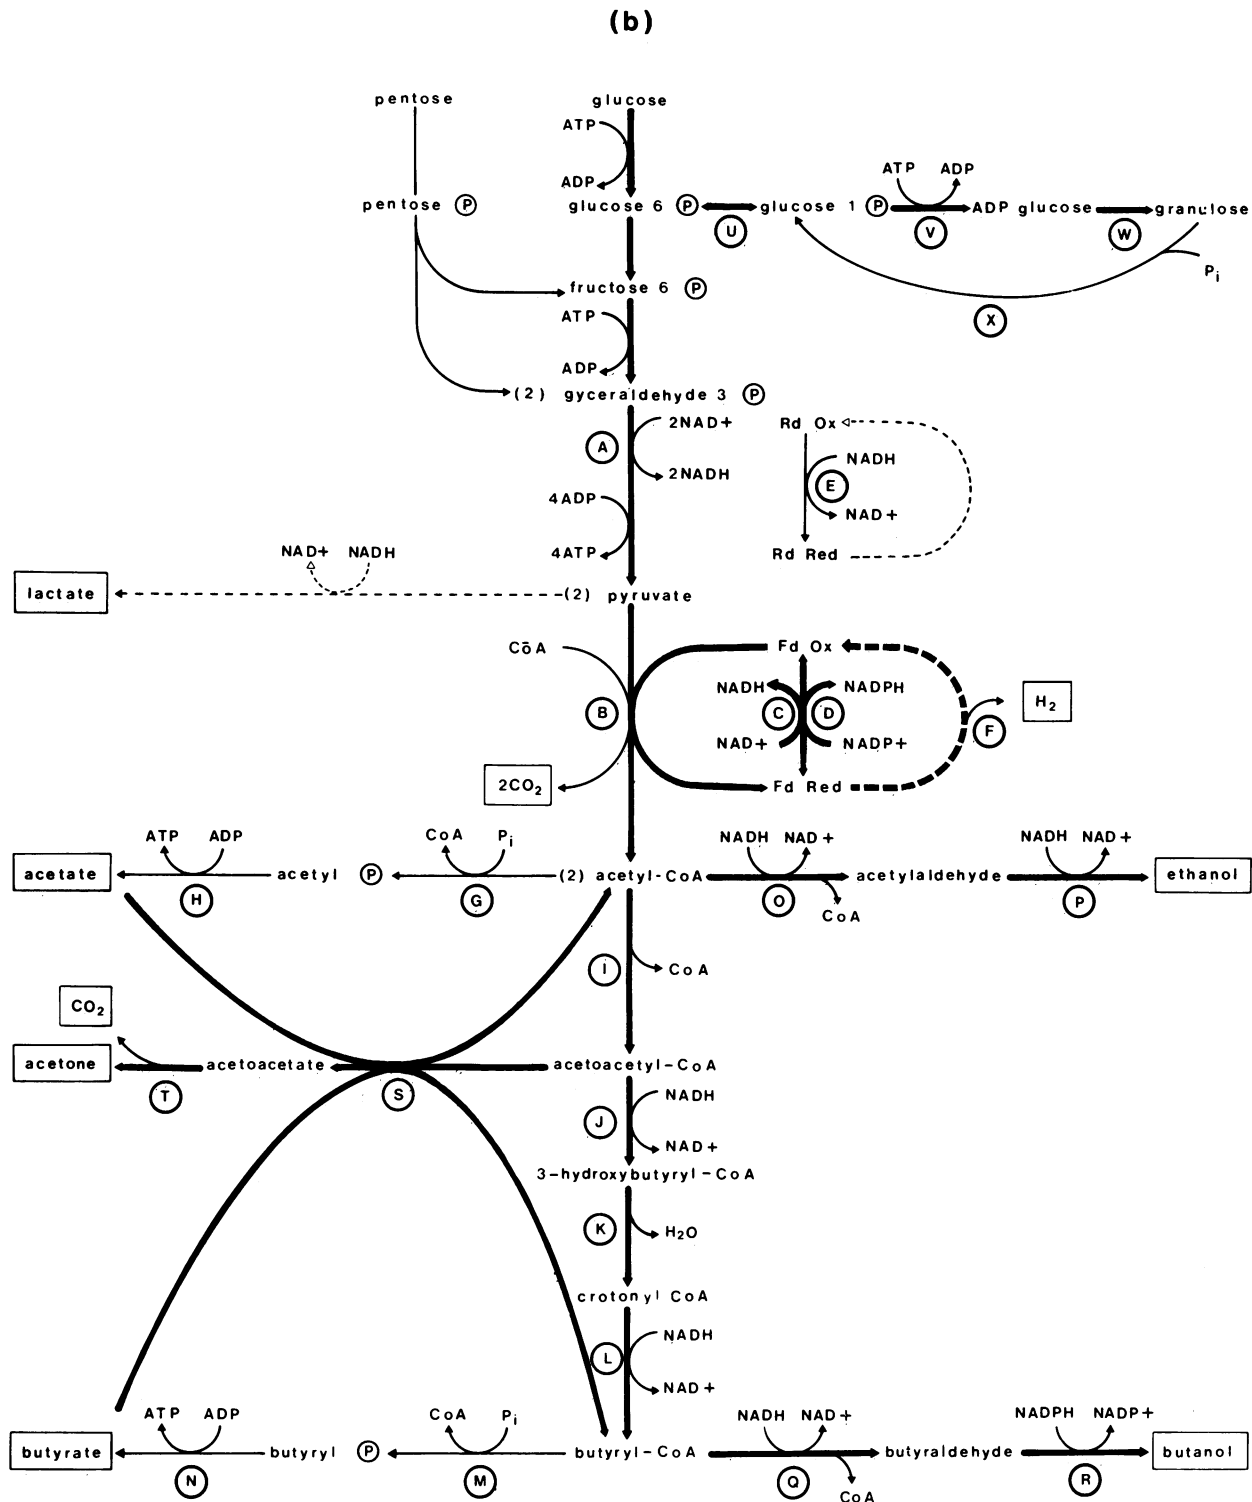 (b)
pentose glucose
ATP
ADP
ATP ADP
pentose P glucose 6 P glucose 1 P ADP glucose granulose
U V W
Pi
fructose 6 P
X
ATP
ADP
(2) gyceraldehyde 3 P
2NAD+ Rd Ox
A
NADH
2NADH
E
4ADP
NAD+
4ATP
Rd Red
NAD+ NADH
lactate (2) pyruvate
CoA Fd Ox
NADH NADPH
H2
B C D F
NAD+ NADP+
2CO2 Fd Red
ATP ADP CoA Pi NADH NAD+ NADH NAD+
acetate acetyl P (2) acetyl-CoA acetylaldehyde ethanol
H G O P
CoA
I CoA
CO2
acetone acetoacetate acetoacetyl-CoA
T S
NADH
J
NAD+
3-hydroxybutyryl-CoA
K H2O
crotonyl CoA
NADH
L
NAD+
ATP ADP CoA Pi NADH NAD+ NADPH NADP+
butyrate butyryl P butyryl-CoA butyraldehyde butanol
N M Q R
CoA